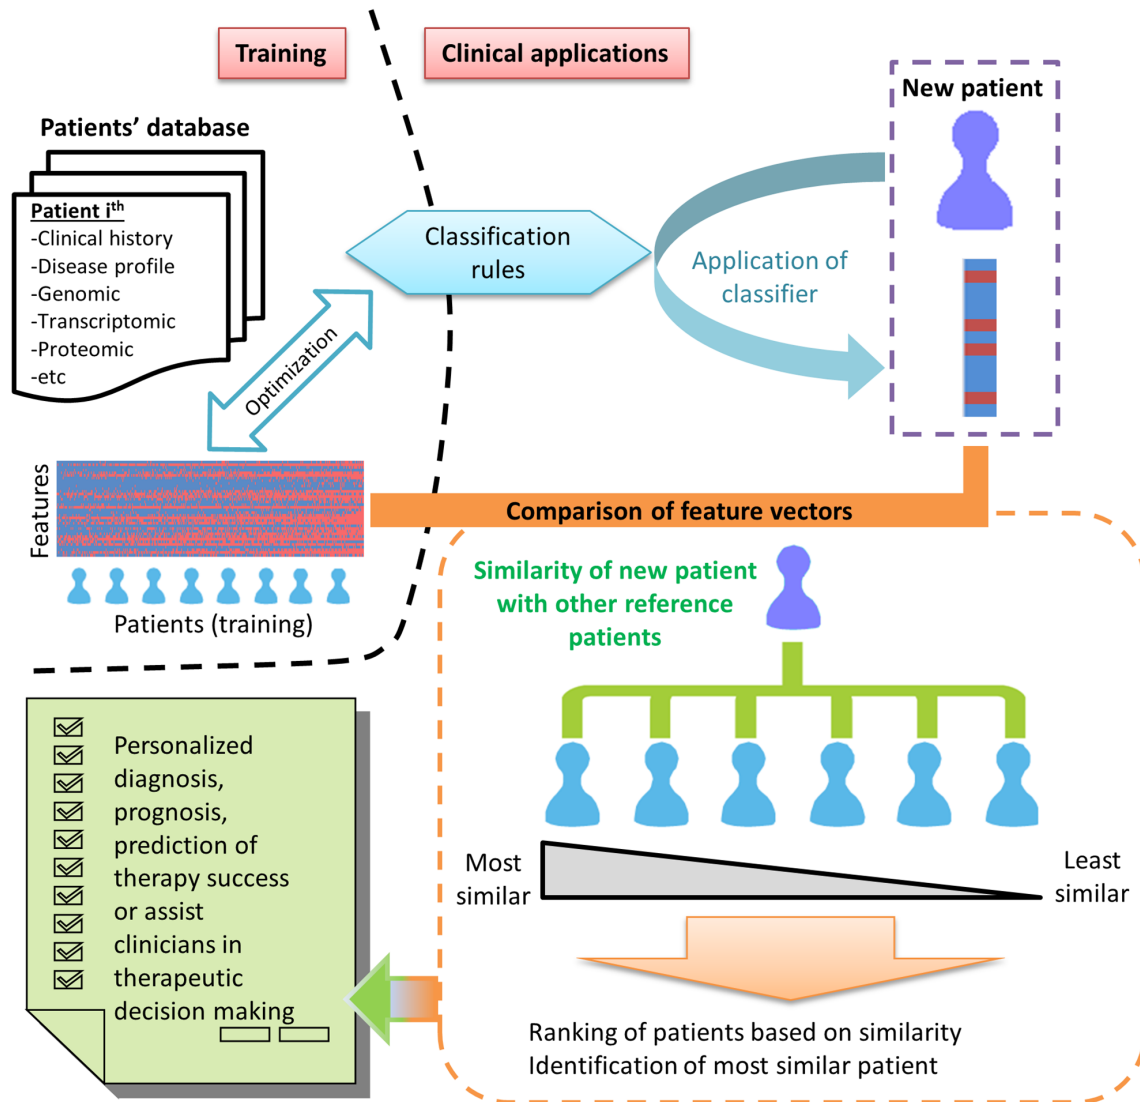 Training
Clinical applications
Patients’ database
Patient iᵗʰ
-Clinical history
-Disease profile
-Genomic
-Transcriptomic
-Proteomic
-etc
Classification
rules
New patient
Application of
classifier
Optimization
Features
Patients (training)
Comparison of feature vectors
Similarity of new patient
with other reference
patients
Most
similar
Least
similar
Ranking of patients based on similarity
Identification of most similar patient
Personalized
diagnosis,
prognosis,
prediction of
therapy success
or assist
clinicians in
therapeutic
decision making